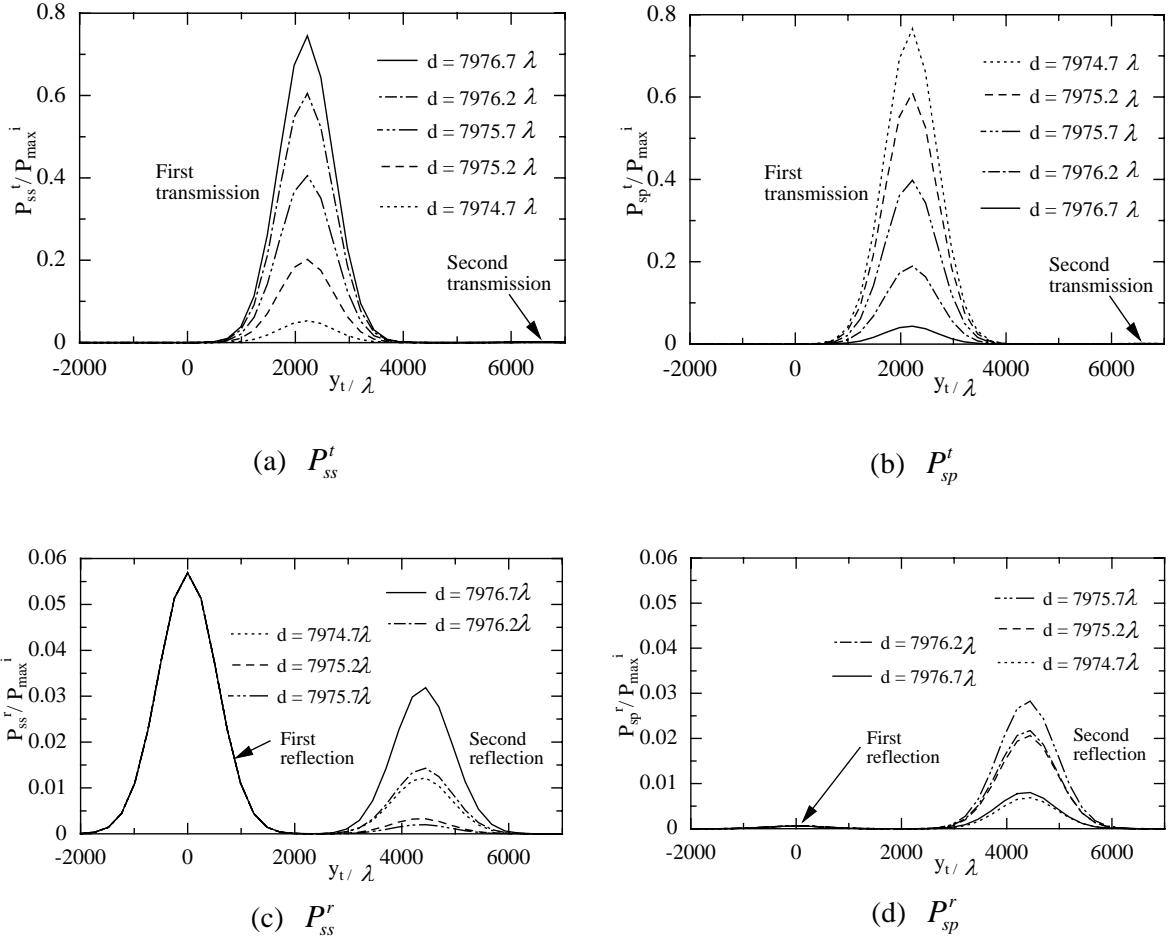 0.8
0.6
0.4
0.2
0
P_ss^t / P_max^i
First
transmission
d = 7976.7 λ
d = 7976.2 λ
d = 7975.7 λ
d = 7975.2 λ
d = 7974.7 λ
Second
transmission
-2000 0 2000 4000 6000
y_t / λ
(a) P_ss^t
0.8
0.6
0.4
0.2
0
P_sp^t / P_max^i
First
transmission
d = 7974.7 λ
d = 7975.2 λ
d = 7975.7 λ
d = 7976.2 λ
d = 7976.7 λ
Second
transmission
-2000 0 2000 4000 6000
y_t / λ
(b) P_sp^t
0.06
0.05
0.04
0.03
0.02
0.01
0
P_ss^r / P_max^i
d = 7976.7λ
d = 7976.2λ
d = 7974.7λ
d = 7975.2λ
d = 7975.7λ
First
reflection
Second
reflection
-2000 0 2000 4000 6000
y_t / λ
(c) P_ss^r
0.06
0.05
0.04
0.03
0.02
0.01
0
P_sp^r / P_max^i
d = 7975.7λ
d = 7975.2λ
d = 7974.7λ
d = 7976.2λ
d = 7976.7λ
First
reflection
Second
reflection
-2000 0 2000 4000 6000
y_t / λ
(d) P_sp^r